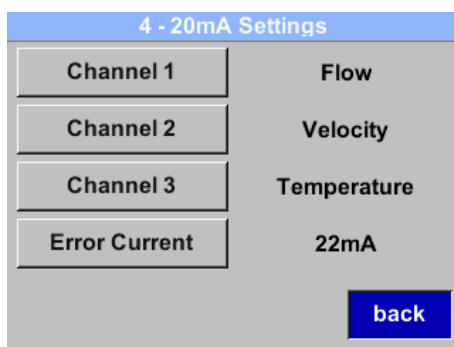 4 - 20mA Settings
Channel 1 Flow
Channel 2 Velocity
Channel 3 Temperature
Error Current 22mA
back